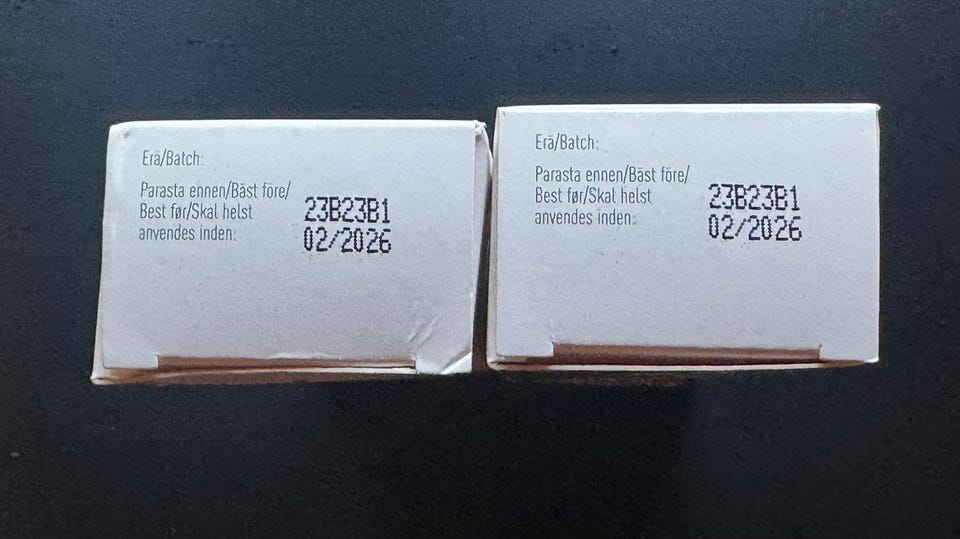 Erä/Batch:
Parasta ennen/Bäst före/
Best før/Skal helst
anvendes inden:
23B23B1
02/2026
Erä/Batch:
Parasta ennen/Bäst före/
Best før/Skal helst
anvendes inden:
23B23B1
02/2026